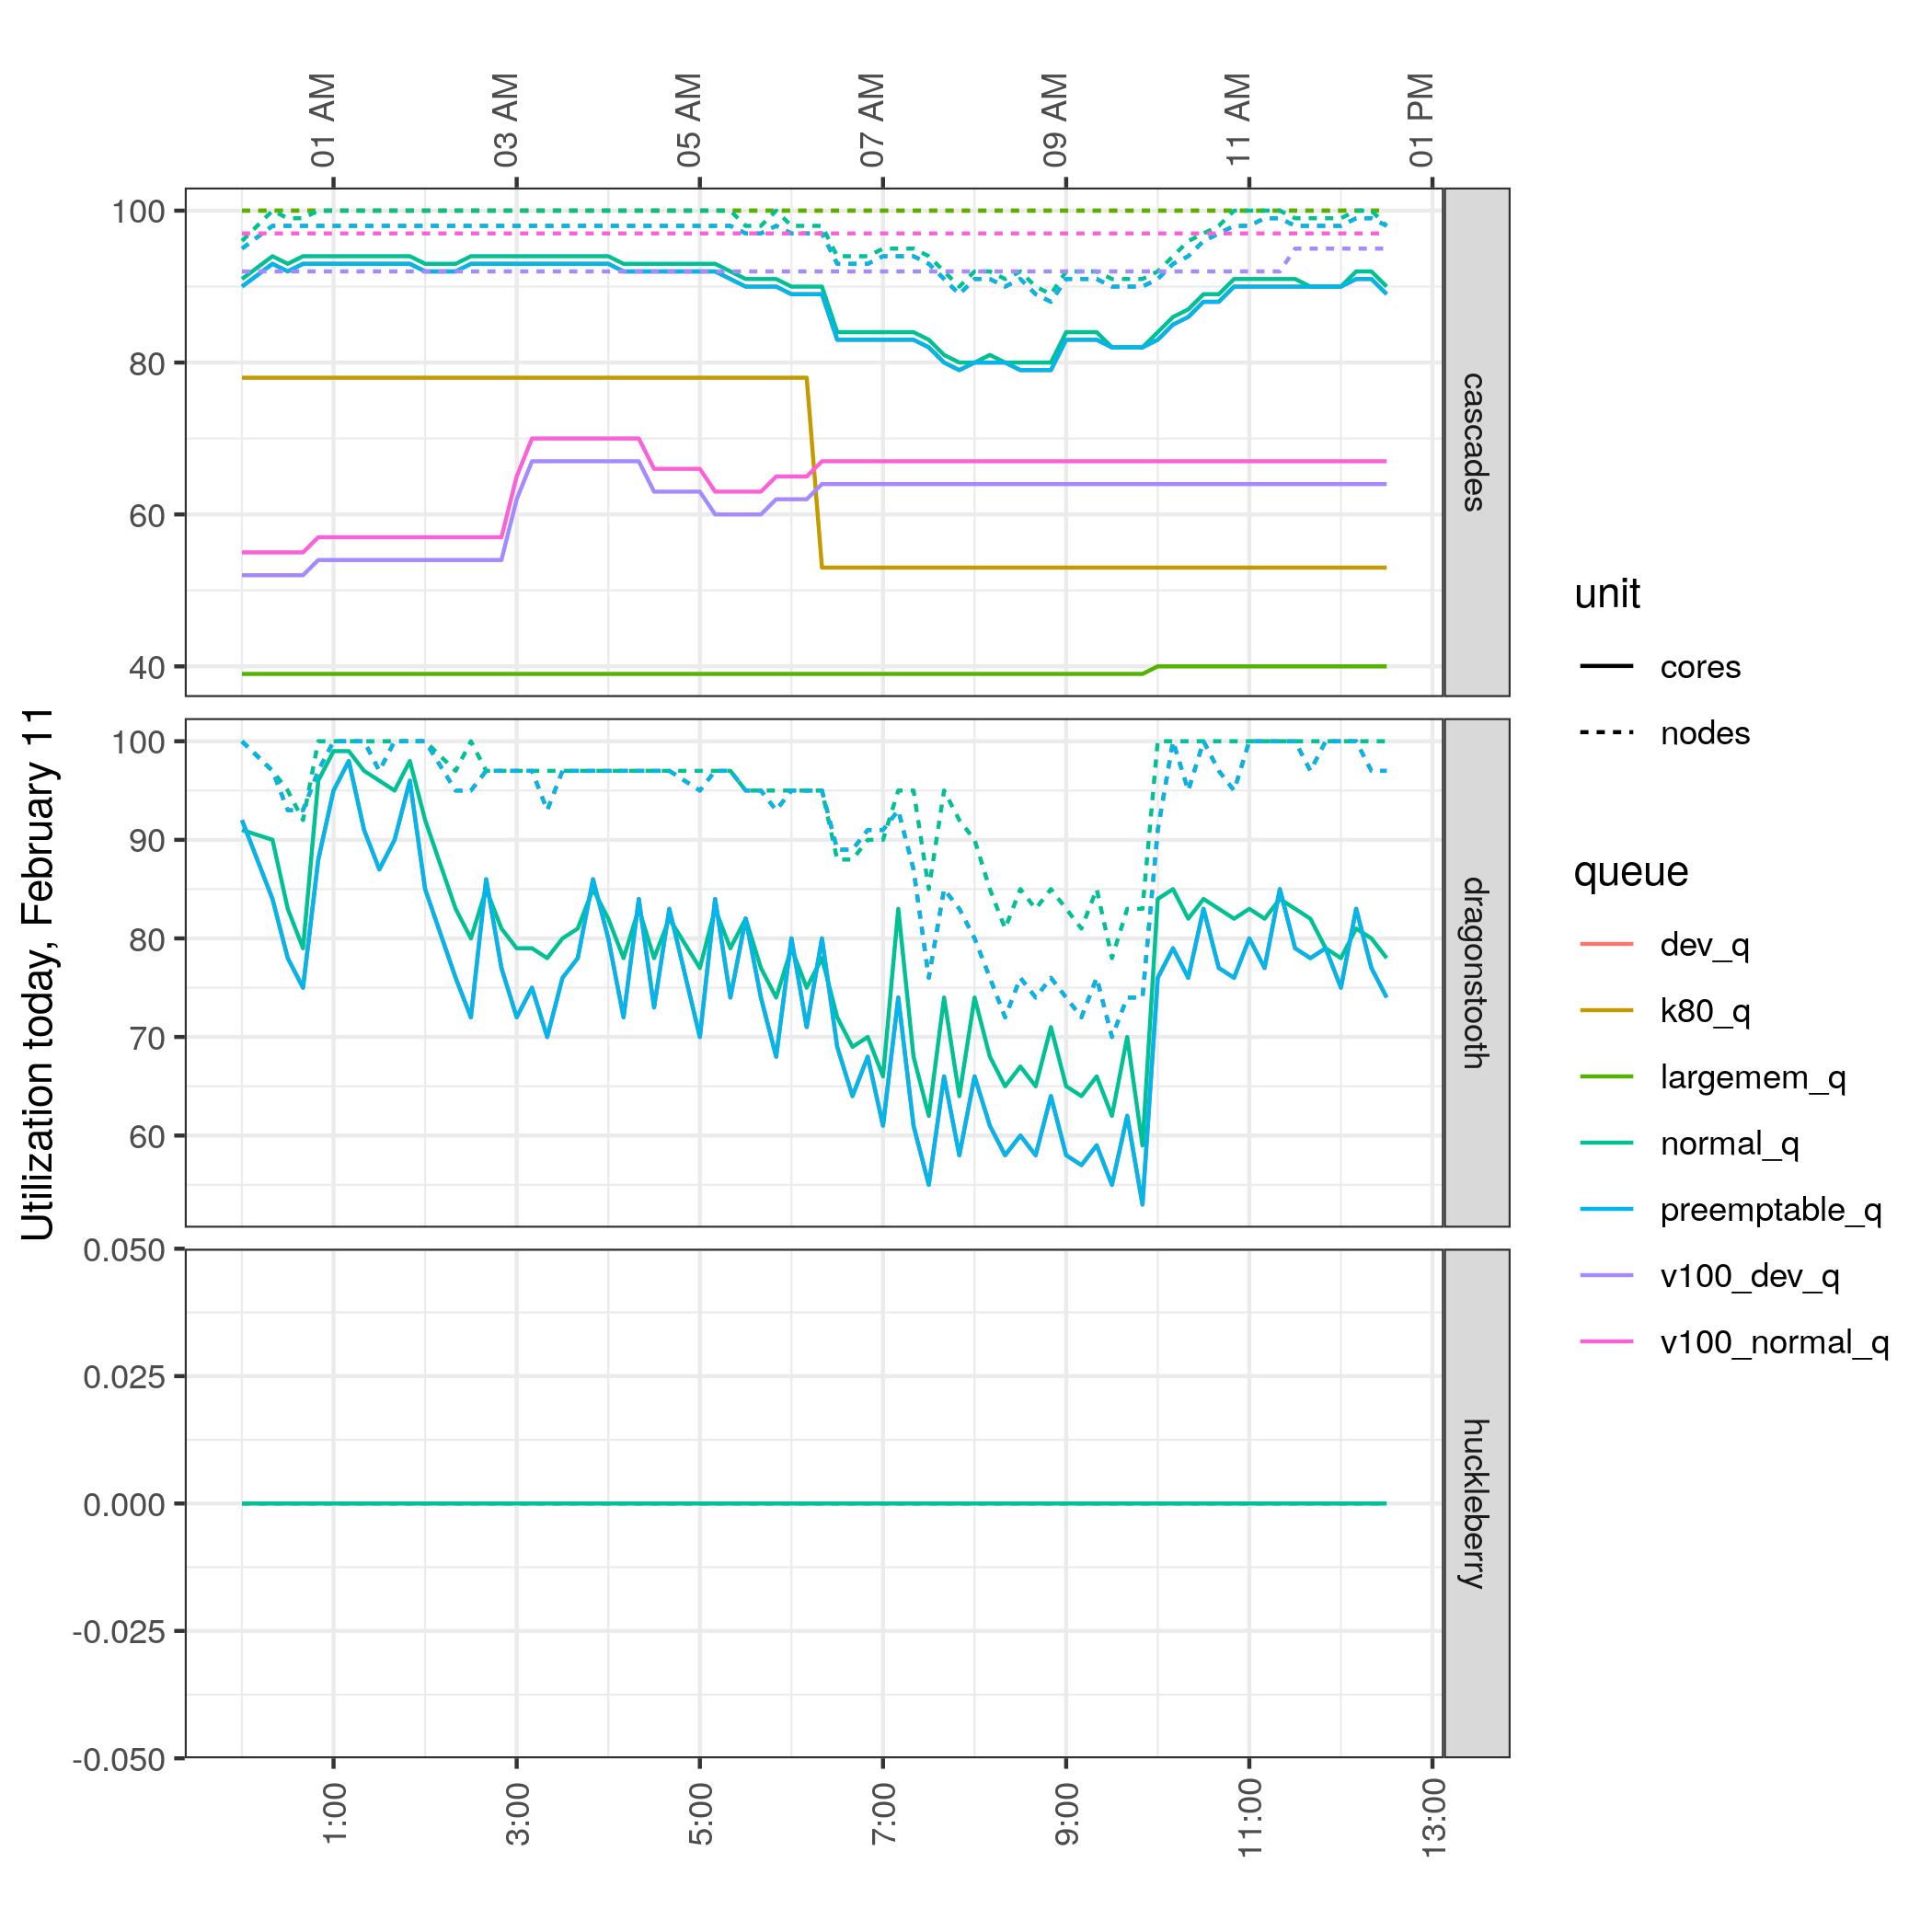 01 AM
03 AM
05 AM
07 AM
09 AM
11 AM
01 PM
Utilization today, February 11
100
80
60
40
cascades
100
90
80
70
60
dragonstooth
0.050
0.025
0.000
-0.025
-0.050
huckleberry
1:00
3:00
5:00
7:00
9:00
11:00
13:00
unit
cores
nodes
queue
dev_q
k80_q
largemem_q
normal_q
preemptable_q
v100_dev_q
v100_normal_q